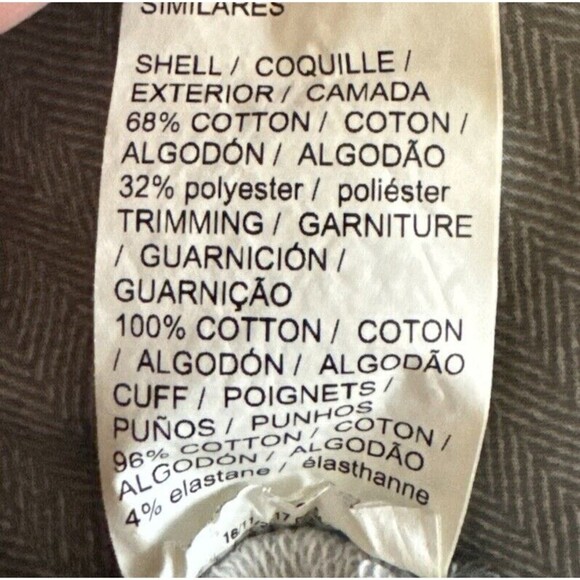 SIMILARES
SHELL / COQUILLE /
EXTERIOR / CAMADA
68% COTTON / COTON /
ALGODÓN / ALGODÃO
32% polyester / poliéster
TRIMMING / GARNITURE
/ GUARNICIÓN /
GUARNIÇÃO
100% COTTON / COTON
/ ALGODÓN / ALGODÃO
CUFF / POIGNETS /
PUÑOS / PUNHOS
96% COTTON / COTON /
ALGODÓN / ALGODÃO
4% elastane / élasthanne